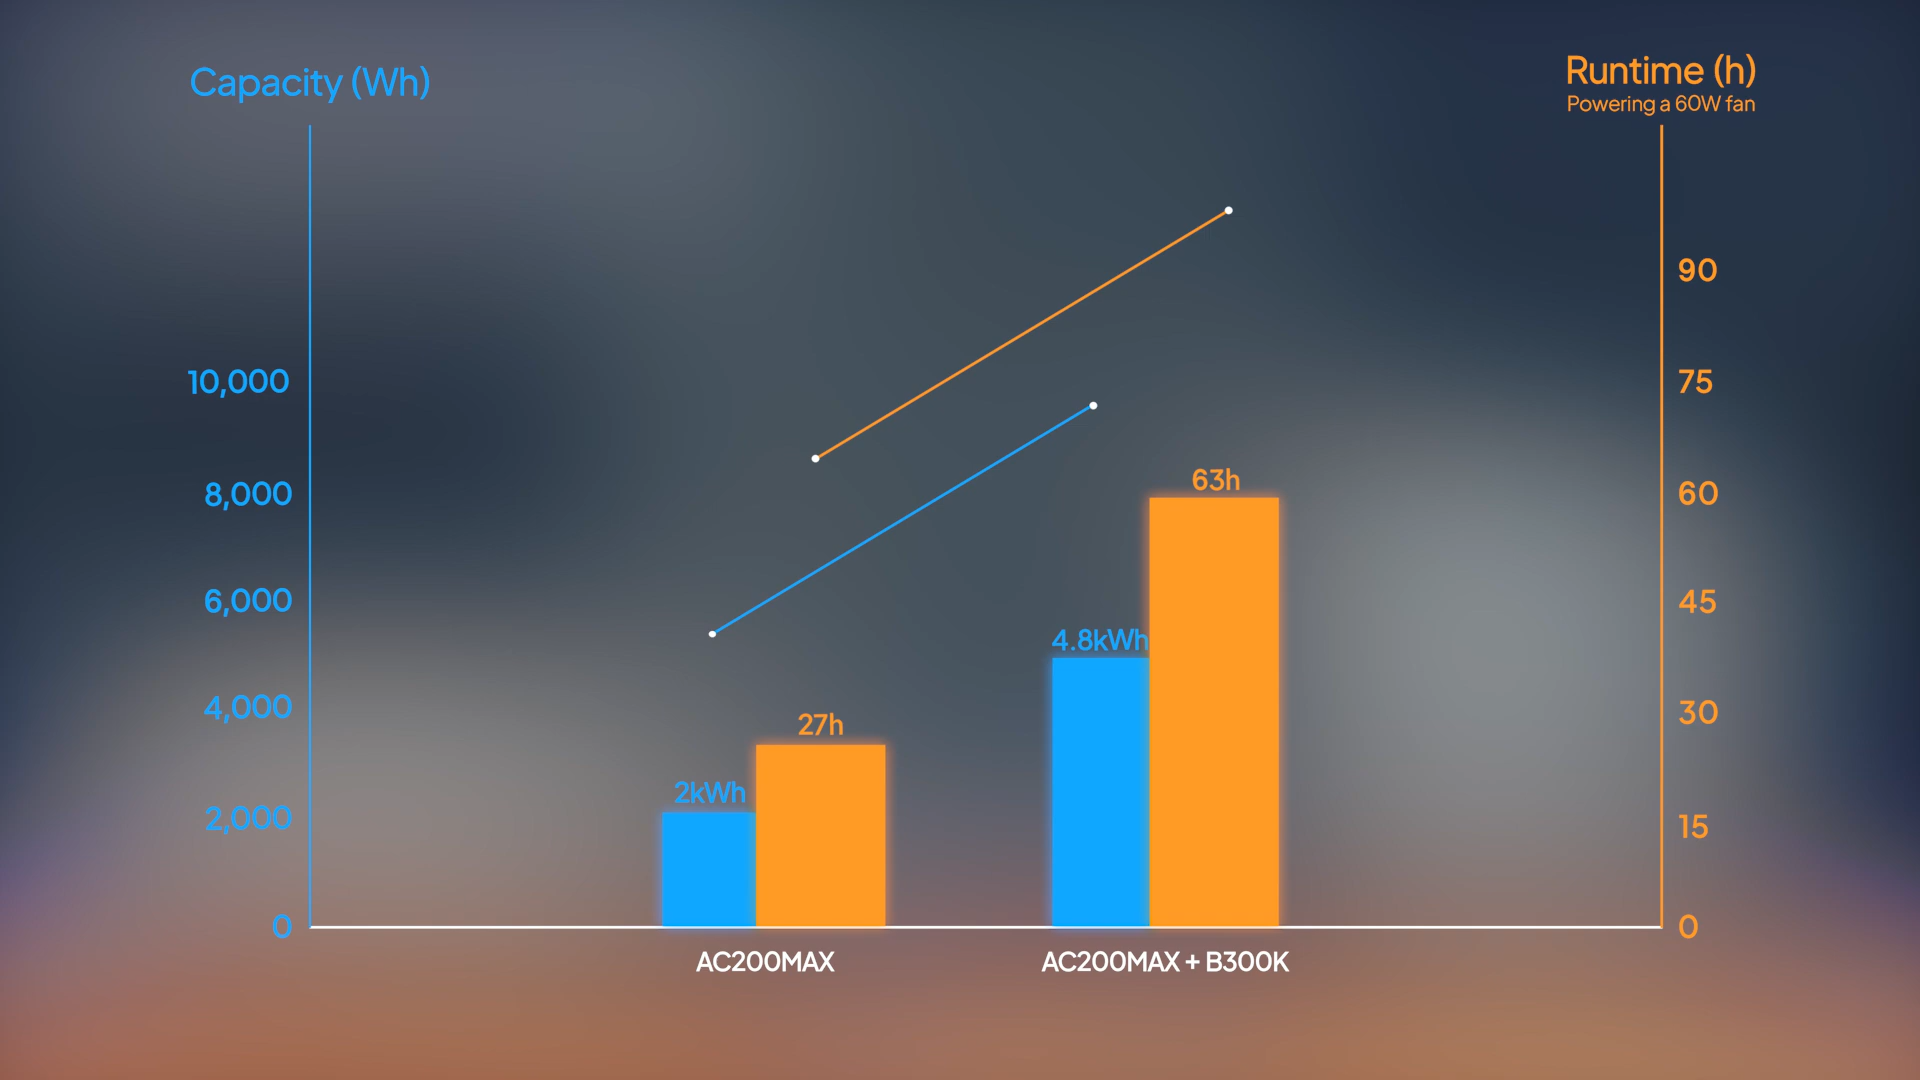 Capacity (Wh)
Runtime (h)
Powering a 60W fan
10,000
8,000
6,000
4,000
2,000
0
90
75
60
45
30
15
0
2kWh
27h
4.8kWh
63h
AC200MAX
AC200MAX + B300K